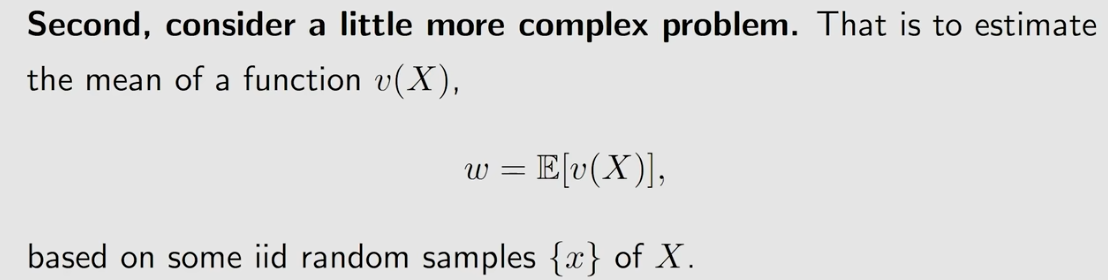 Second, consider a little more complex problem. That is to estimate
the mean of a function v(X),
w = 𝔼[v(X)],
based on some iid random samples {x} of X.